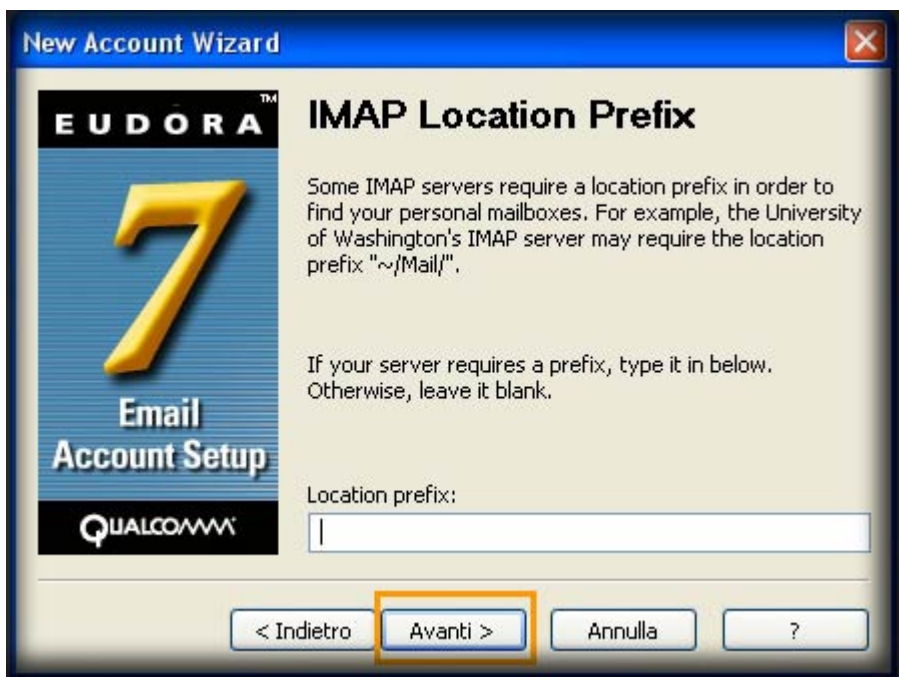 New Account Wizard
EUDORA™
7
Email
Account Setup
QUALCOMM
IMAP Location Prefix
Some IMAP servers require a location prefix in order to
find your personal mailboxes. For example, the University
of Washington's IMAP server may require the location
prefix "~/Mail/".
If your server requires a prefix, type it in below.
Otherwise, leave it blank.
Location prefix:
< Indietro
Avanti >
Annulla
?